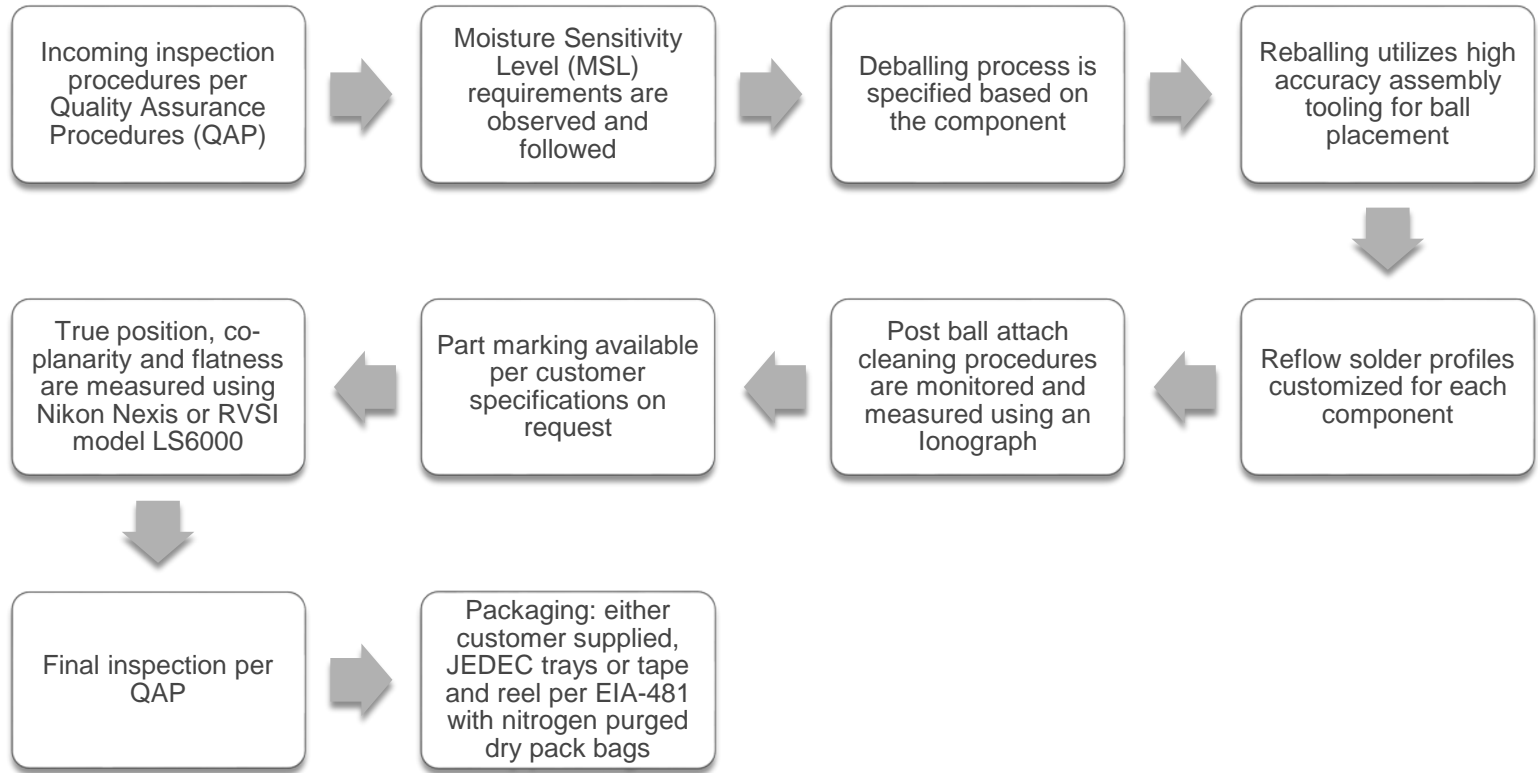 Incoming inspection
procedures per
Quality Assurance
Procedures (QAP)
Moisture Sensitivity
Level (MSL)
requirements are
observed and
followed
Deballing process is
specified based on
the component
Reballing utilizes high
accuracy assembly
tooling for ball
placement
Reflow solder profiles
customized for each
component
Post ball attach
cleaning procedures
are monitored and
measured using an
Ionograph
Part marking available
per customer
specifications on
request
True position, co-
planarity and flatness
are measured using
Nikon Nexis or RVSI
model LS6000
Final inspection per
QAP
Packaging: either
customer supplied,
JEDEC trays or tape
and reel per EIA-481
with nitrogen purged
dry pack bags